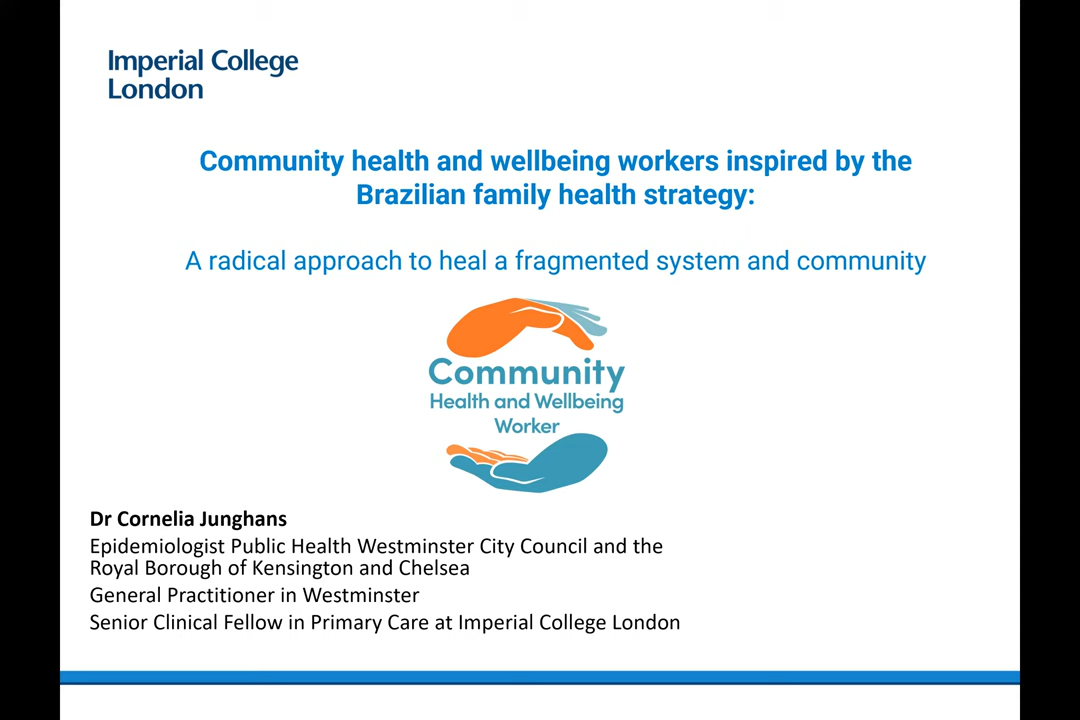 Imperial College
London
Community health and wellbeing workers inspired by the
Brazilian family health strategy:
A radical approach to heal a fragmented system and community
Community
Health and Wellbeing
Worker
Dr Cornelia Junghans
Epidemiologist Public Health Westminster City Council and the
Royal Borough of Kensington and Chelsea
General Practitioner in Westminster
Senior Clinical Fellow in Primary Care at Imperial College London